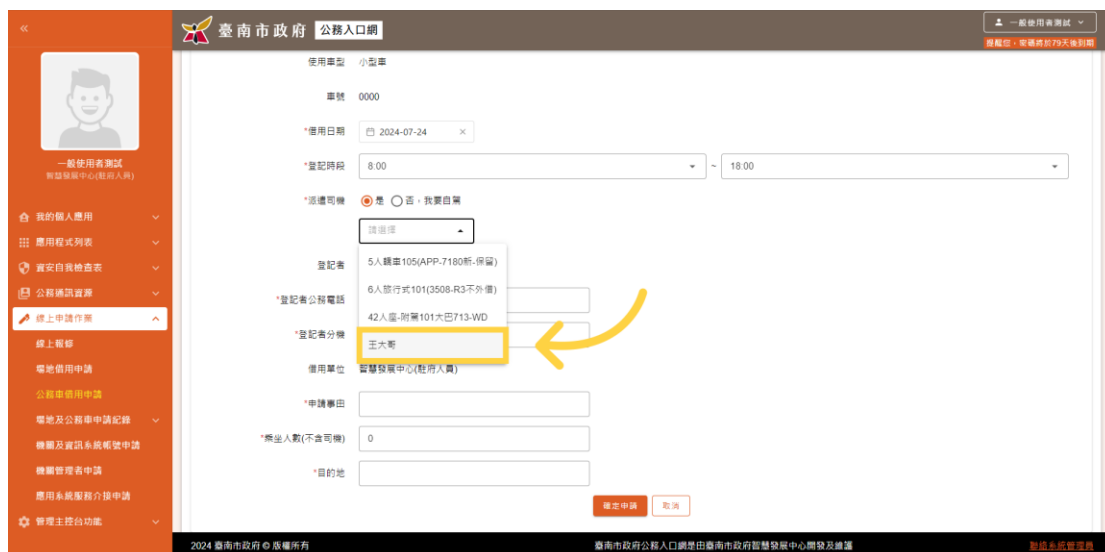 «
一般使用者測試
智慧發展中心(駐府人員)
我的個人應用
應用程式列表
資安自我檢查表
公務通訊資源
線上申請作業
線上報修
場地借用申請
公務車借用申請
場地及公務車申請記錄
機關及資訊系統帳號申請
機關管理者申請
應用系統服務介接申請
管理主控台功能
臺南市政府 公務入口網
一般使用者測試
提醒您,密碼將於79天後到期
使用車型 小型車
車號 0000
*借用日期 2024-07-24 ×
*登記時段 8:00 ~ 18:00
*派遣司機 是 否,我要自駕
請選擇
5人轎車105(APP-7180新-保留)
6人旅行式101(3508-R3不外借)
42人座-附駕101大巴713-WD
王大哥
登記者
*登記者公務電話
*登記者分機
借用單位 智慧發展中心(駐府人員)
*申請事由
*乘坐人數(不含司機) 0
*目的地
確定申請 取消
2024 臺南市政府 © 版權所有 臺南市政府公務入口網是由臺南市政府智慧發展中心開發及維護 聯絡系統管理員